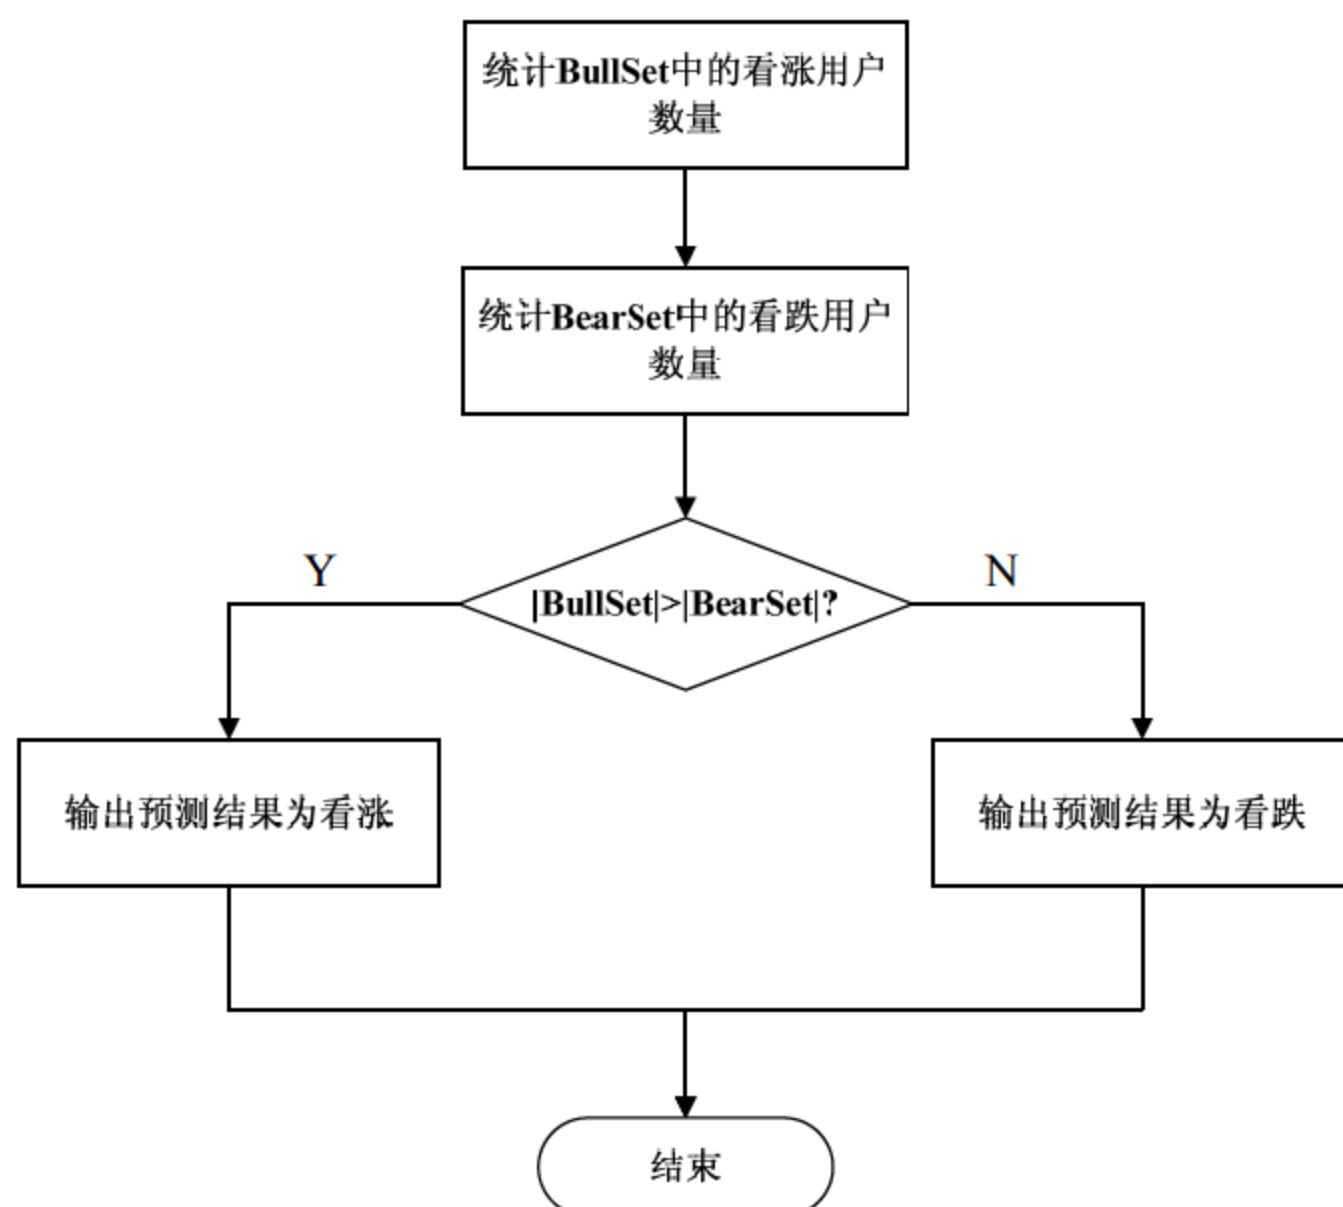 统计BullSet中的看涨用户
数量
统计BearSet中的看跌用户
数量
|BullSet|>|BearSet|?
Y
N
输出预测结果为看涨
输出预测结果为看跌
结束